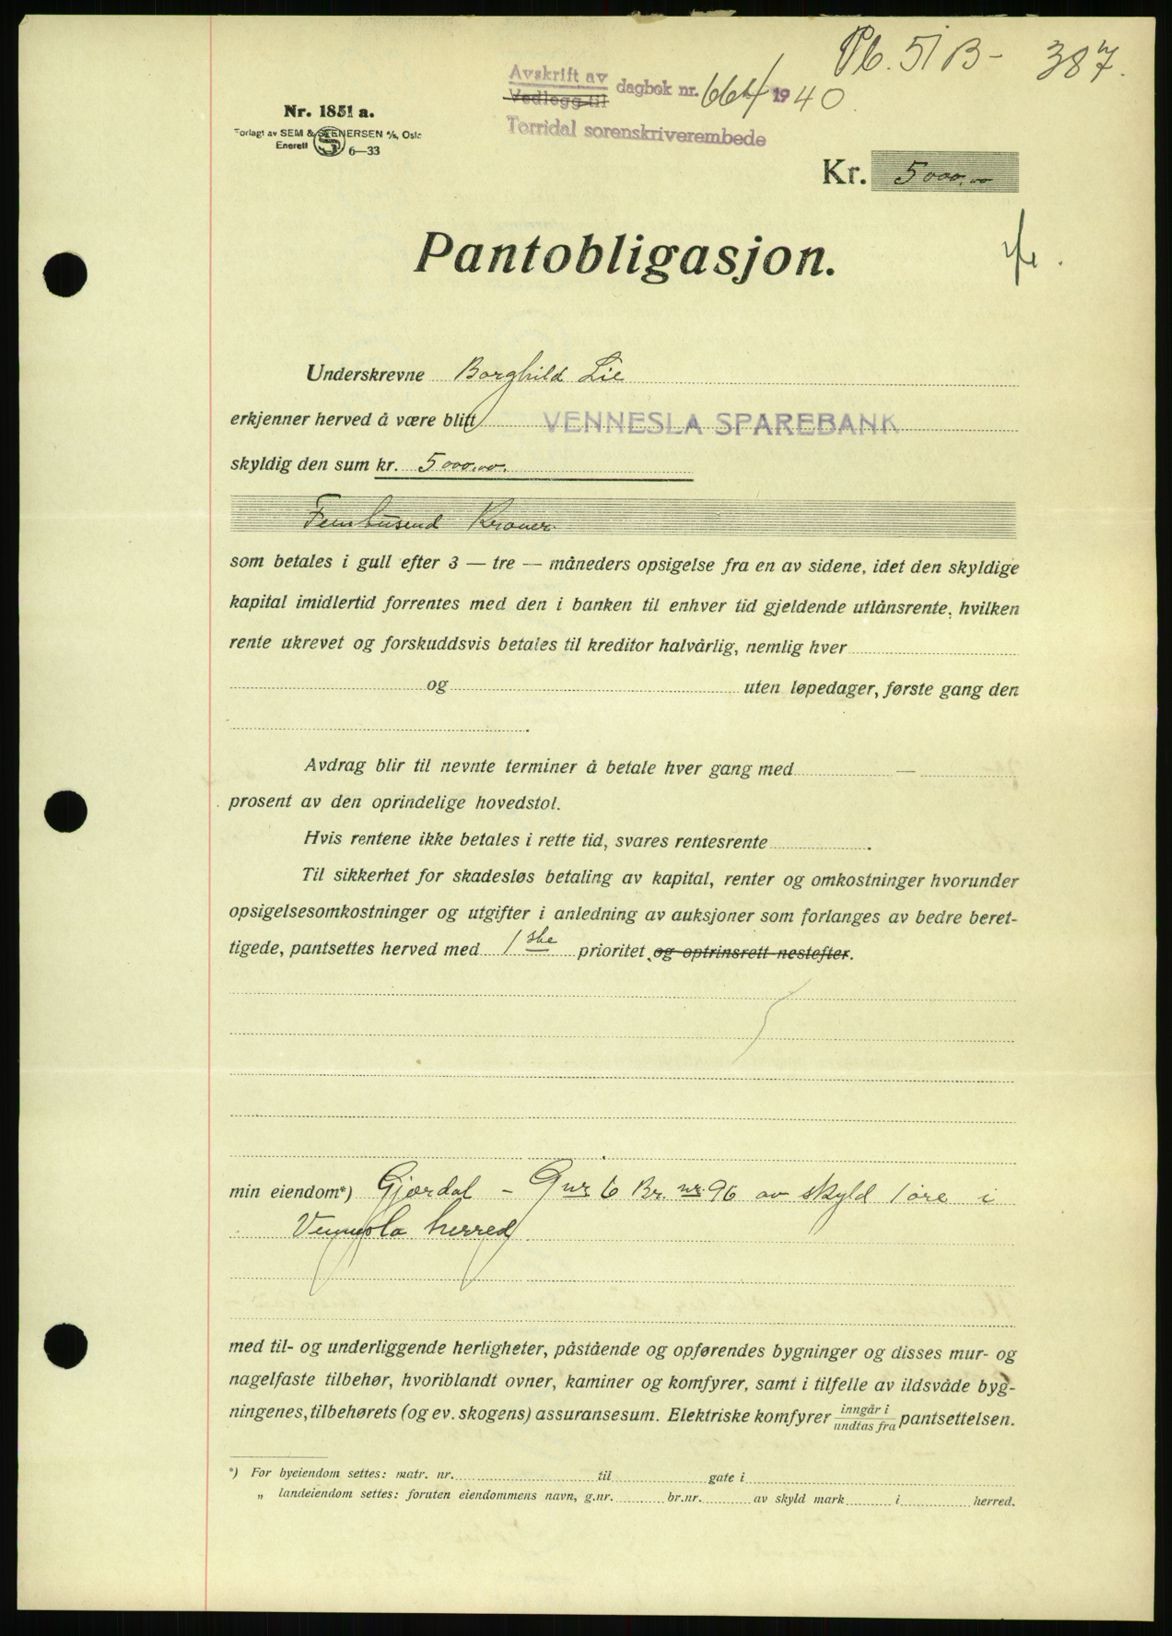 Pb. 51 B - 387.
Avskrift av
Vedlegg til dagbok nr. 664 1940.
Torridal sorenskriverembede
Nr. 1851 a.
Forlagt av SEM & STENERSEN A/S, Oslo
Enerett S 6—33
Kr. 5000.00
Pantobligasjon.
Underskrevne Borghild Lie
erkjenner herved å være blitt VENNESLA SPAREBANK
skyldig den sum kr. 5000.00.
Femtusend Kroner
som betales i gull efter 3 — tre — måneders opsigelse fra en av sidene, idet den skyldige
kapital imidlertid forrentes med den i banken til enhver tid gjeldende utlånsrente, hvilken
rente ukrevet og forskuddsvis betales til kreditor halvårlig, nemlig hver
og uten løpedager, første gang den
.
Avdrag blir til nevnte terminer å betale hver gang med —
prosent av den oprindelige hovedstol.
Hvis rentene ikke betales i rette tid, svares rentesrente .
Til sikkerhet for skadesløs betaling av kapital, renter og omkostninger hvorunder
opsigelsesomkostninger og utgifter i anledning av auksjoner som forlanges av bedre beret-
tigede, pantsettes herved med 1ste prioritet og optrinsrett nestefter.
min eiendom*) Gjærdal - Gnr 6 Br. nr. 96 av skyld 1 øre i
Vennesla herred
med til- og underliggende herligheter, påstående og opførendes bygninger og disses mur- og
nagelfaste tilbehør, hvoriblandt ovner, kaminer og komfyrer, samt i tilfelle av ildsvåde byg-
ningenes, tilbehørets (og ev. skogens) assuransesum. Elektriske komfyrer inngår i / undtas fra pantsettelsen.
*) For byeiendom settes: matr. nr. til gate i
„ landeiendom settes: foruten eiendommens navn, g.nr. br.nr. av skyld mark i herred.